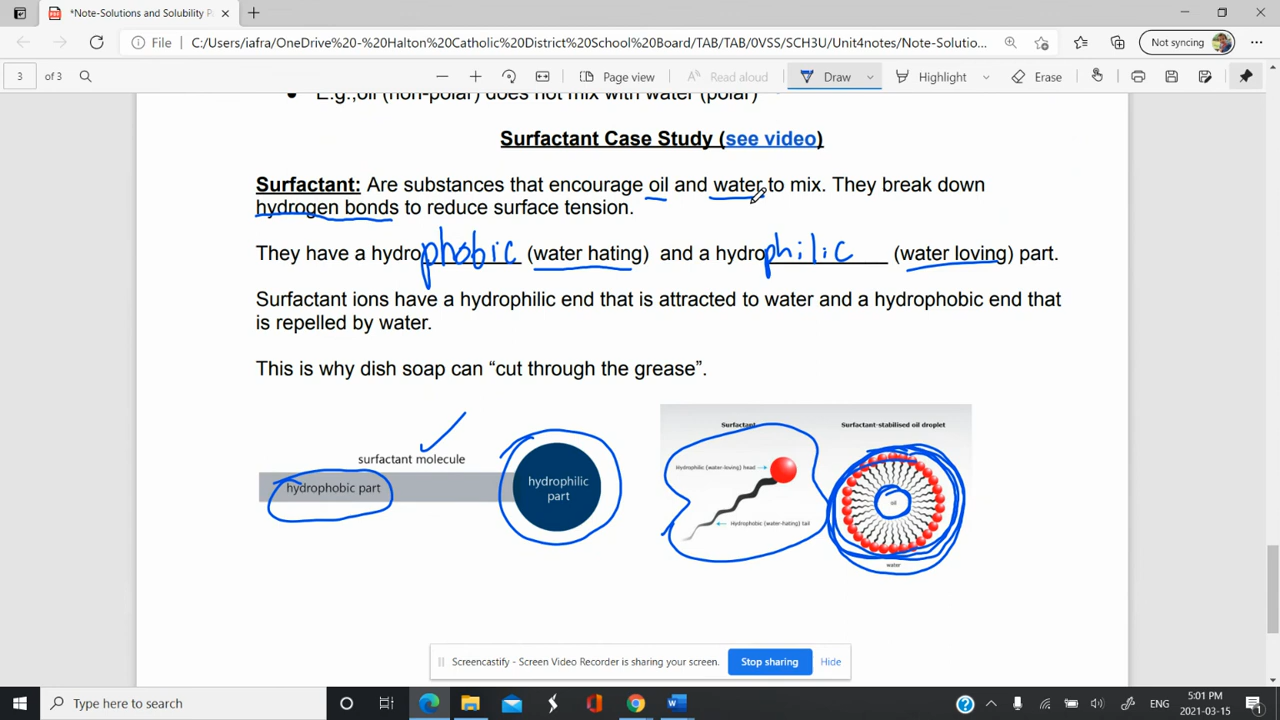 *Note-Solutions and Solubility P
File C:/Users/iafra/OneDrive%20-%20Halton%20Catholic%20District%20School%20Board/TAB/TAB/0VSS/SCH3U/Unit4notes/Note-Solutio... Not syncing
3 of 3 Page view Read aloud Draw Highlight Erase
E.g.,oil (non-polar) does not mix with water (polar)
Surfactant Case Study (see video)
Surfactant: Are substances that encourage oil and water to mix. They break down
hydrogen bonds to reduce surface tension.
They have a hydrophobic (water hating) and a hydrophilic (water loving) part.
Surfactant ions have a hydrophilic end that is attracted to water and a hydrophobic end that
is repelled by water.
This is why dish soap can “cut through the grease”.
surfactant molecule
hydrophobic part
hydrophilic
part
Surfactant
Hydrophilic (water-loving) head
Hydrophobic (water-hating) tail
Surfactant-stabilised oil droplet
oil
water
Screencastify - Screen Video Recorder is sharing your screen. Stop sharing Hide
Type here to search
ENG 5:01 PM
2021-03-15